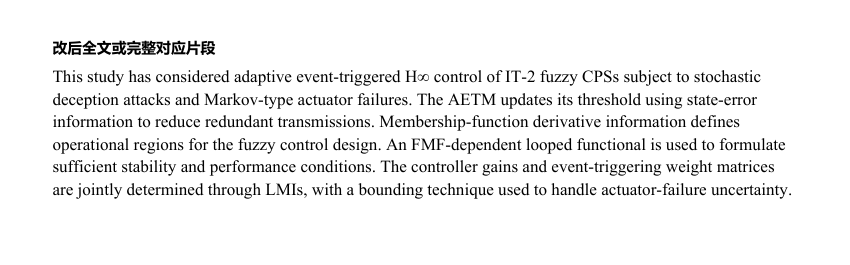 改后全文或完整对应片段
This study has considered adaptive event-triggered H∞ control of IT-2 fuzzy CPSs subject to stochastic
deception attacks and Markov-type actuator failures. The AETM updates its threshold using state-error
information to reduce redundant transmissions. Membership-function derivative information defines
operational regions for the fuzzy control design. An FMF-dependent looped functional is used to formulate
sufficient stability and performance conditions. The controller gains and event-triggering weight matrices
are jointly determined through LMIs, with a bounding technique used to handle actuator-failure uncertainty.